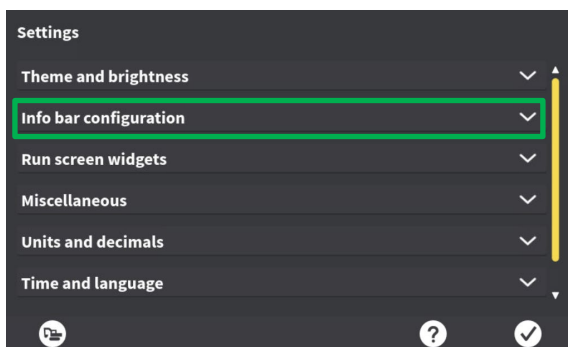 Settings
Theme and brightness
Info bar configuration
Run screen widgets
Miscellaneous
Units and decimals
Time and language
?